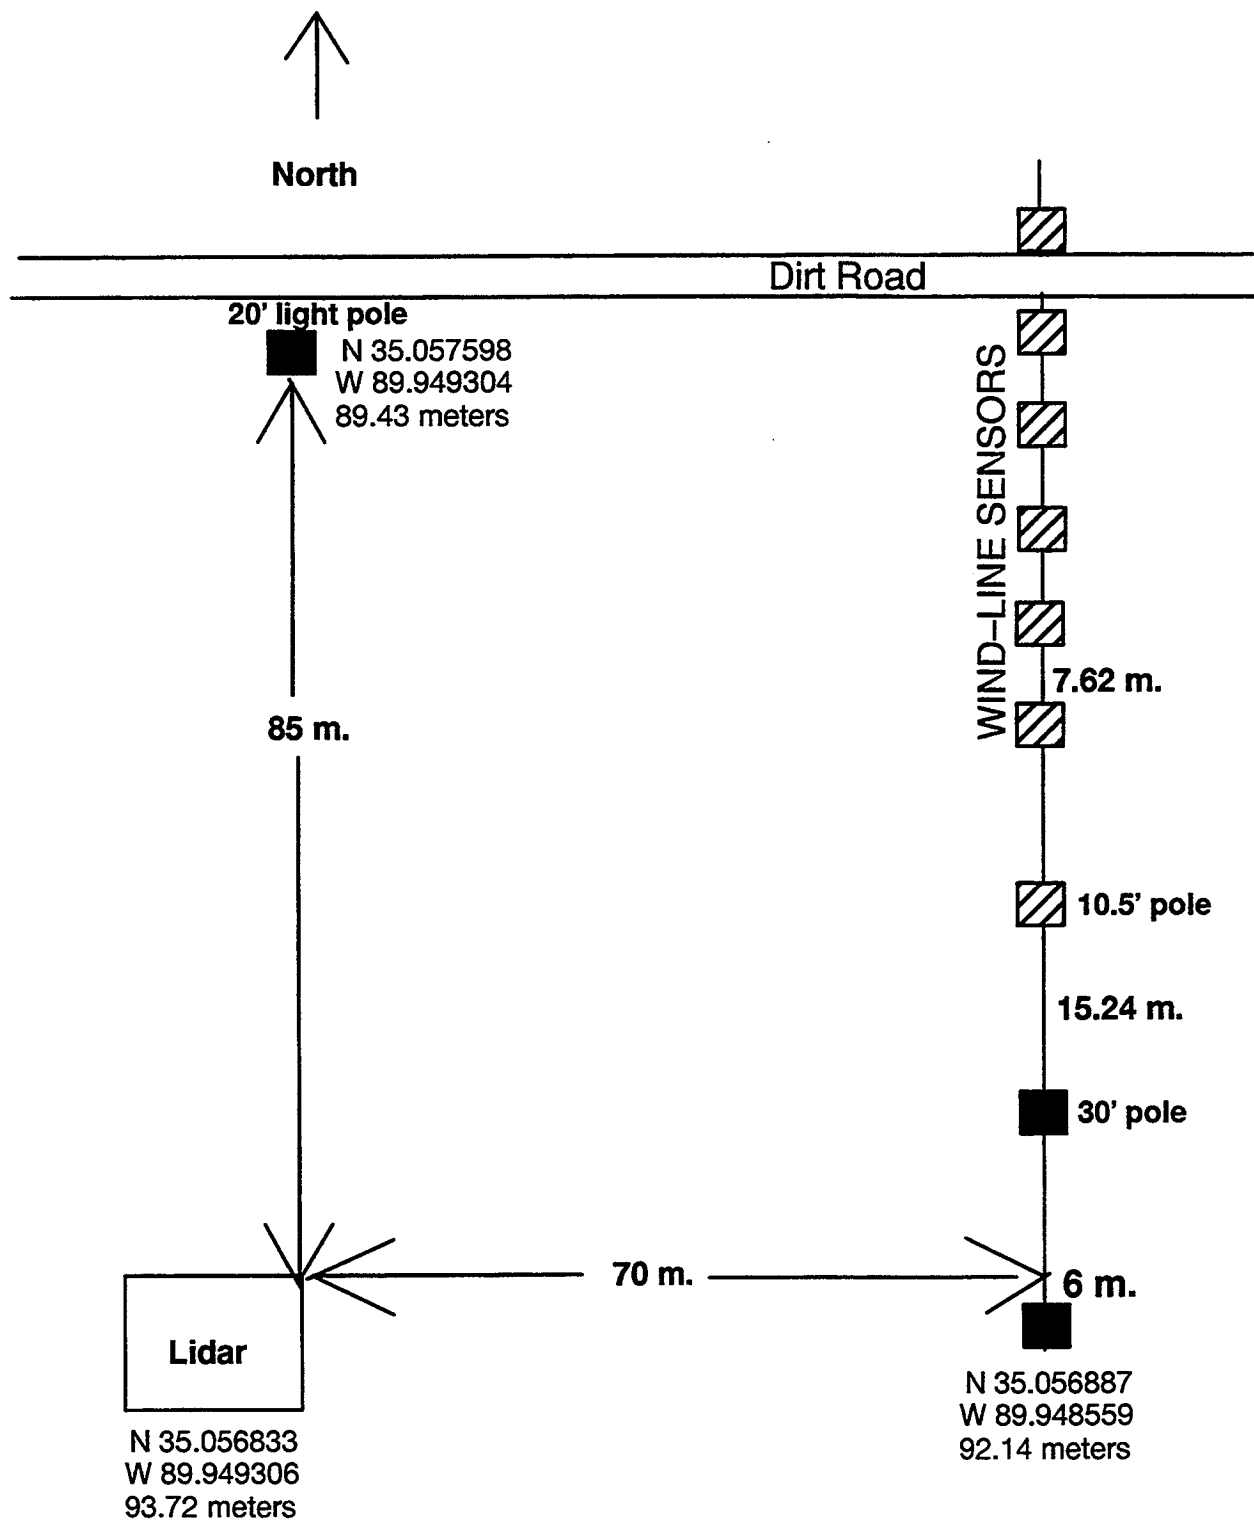 North
Dirt Road
20' light pole
N 35.057598
W 89.949304
89.43 meters
WIND–LINE SENSORS
7.62 m.
85 m.
10.5' pole
15.24 m.
30' pole
70 m.
6 m.
Lidar
N 35.056887
W 89.948559
92.14 meters
N 35.056833
W 89.949306
93.72 meters